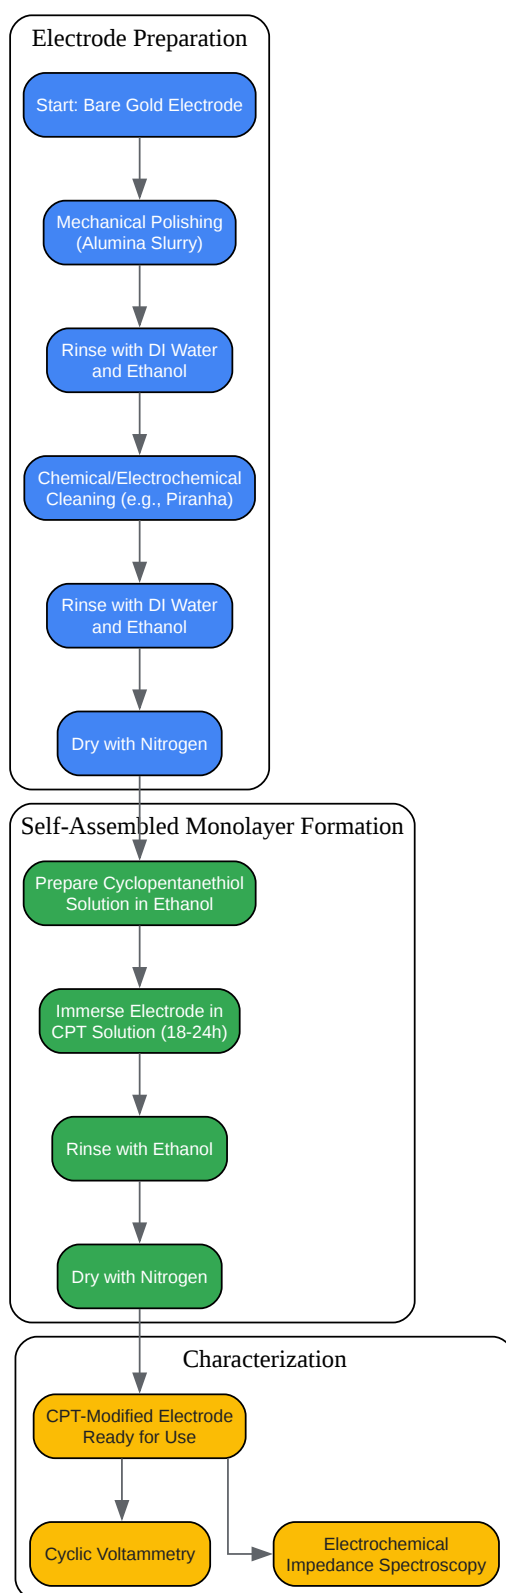 Electrode Preparation
Start: Bare Gold Electrode
Mechanical Polishing
(Alumina Slurry)
Rinse with DI Water
and Ethanol
Chemical/Electrochemical
Cleaning (e.g., Piranha)
Rinse with DI Water
and Ethanol
Dry with Nitrogen
Self-Assembled Monolayer Formation
Prepare Cyclopentanethiol
Solution in Ethanol
Immerse Electrode in
CPT Solution (18-24h)
Rinse with Ethanol
Dry with Nitrogen
Characterization
CPT-Modified Electrode
Ready for Use
Cyclic Voltammetry
Electrochemical
Impedance Spectroscopy